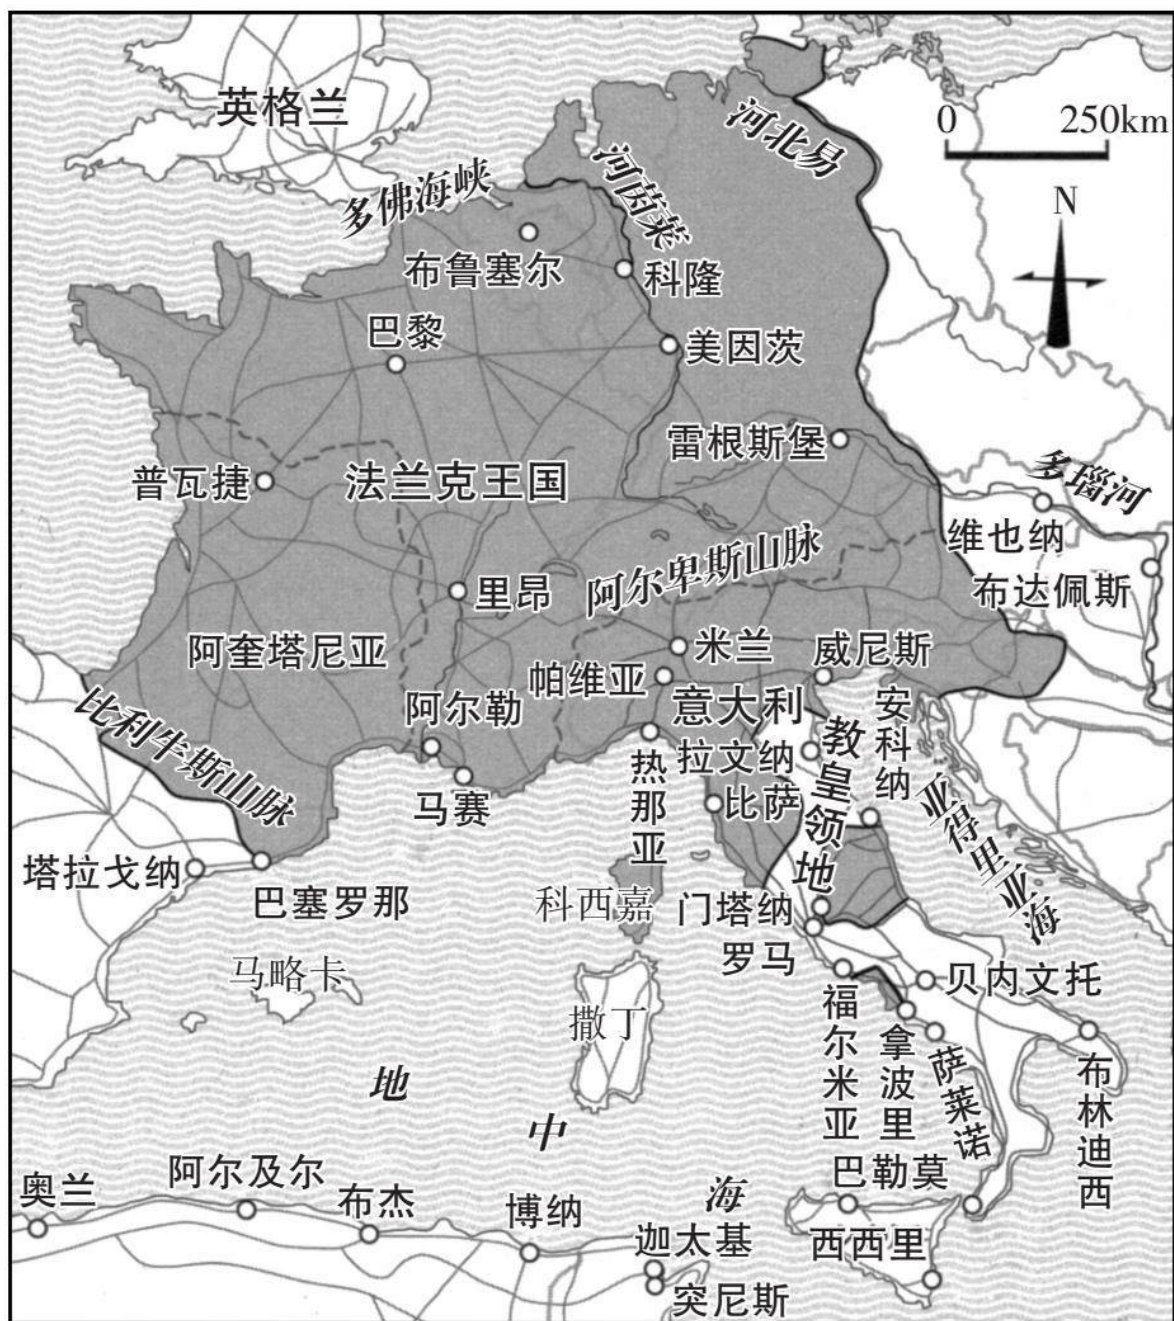 英格兰
0 250km
N
多佛海峡
河茵莱
河北易
布鲁塞尔
科隆
巴黎
美因茨
雷根斯堡
普瓦捷
法兰克王国
多瑙河
维也纳
布达佩斯
阿尔卑斯山脉
里昂
阿奎塔尼亚
米兰
威尼斯
帕维亚
意大利
安科纳
阿尔勒
比利牛斯山脉
热那亚
拉文纳
教皇领地
马赛
比萨
亚得里亚海
塔拉戈纳
巴塞罗那
科西嘉
门塔纳
罗马
马略卡
撒丁
贝内文托
福尔米亚
拿波里
萨莱诺
布林迪西
地中海
巴勒莫
西西里
奥兰
阿尔及尔
布杰
博纳
迦太基
突尼斯